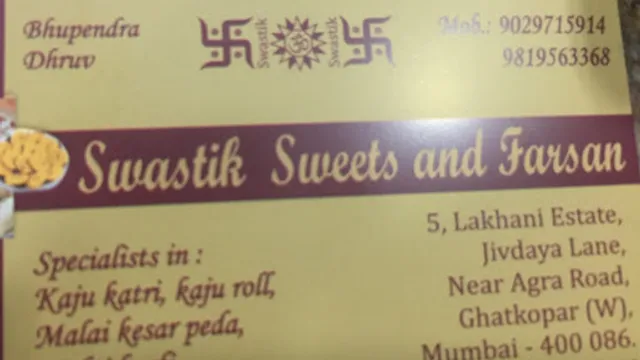 Bhupendra
Dhruv
Swastik
Swastik
Mob.: 9029715914
9819563368
Swastik Sweets and Farsan
Specialists in :
Kaju katri, kaju roll,
Malai kesar peda,
5, Lakhani Estate,
Jivdaya Lane,
Near Agra Road,
Ghatkopar (W),
Mumbai - 400 086.